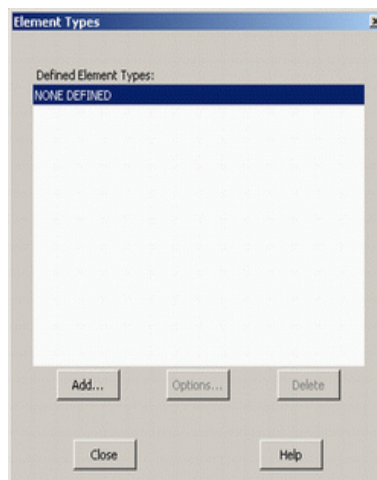 Element Types
Defined Element Types:
NONE DEFINED
Add... Options... Delete
Close Help